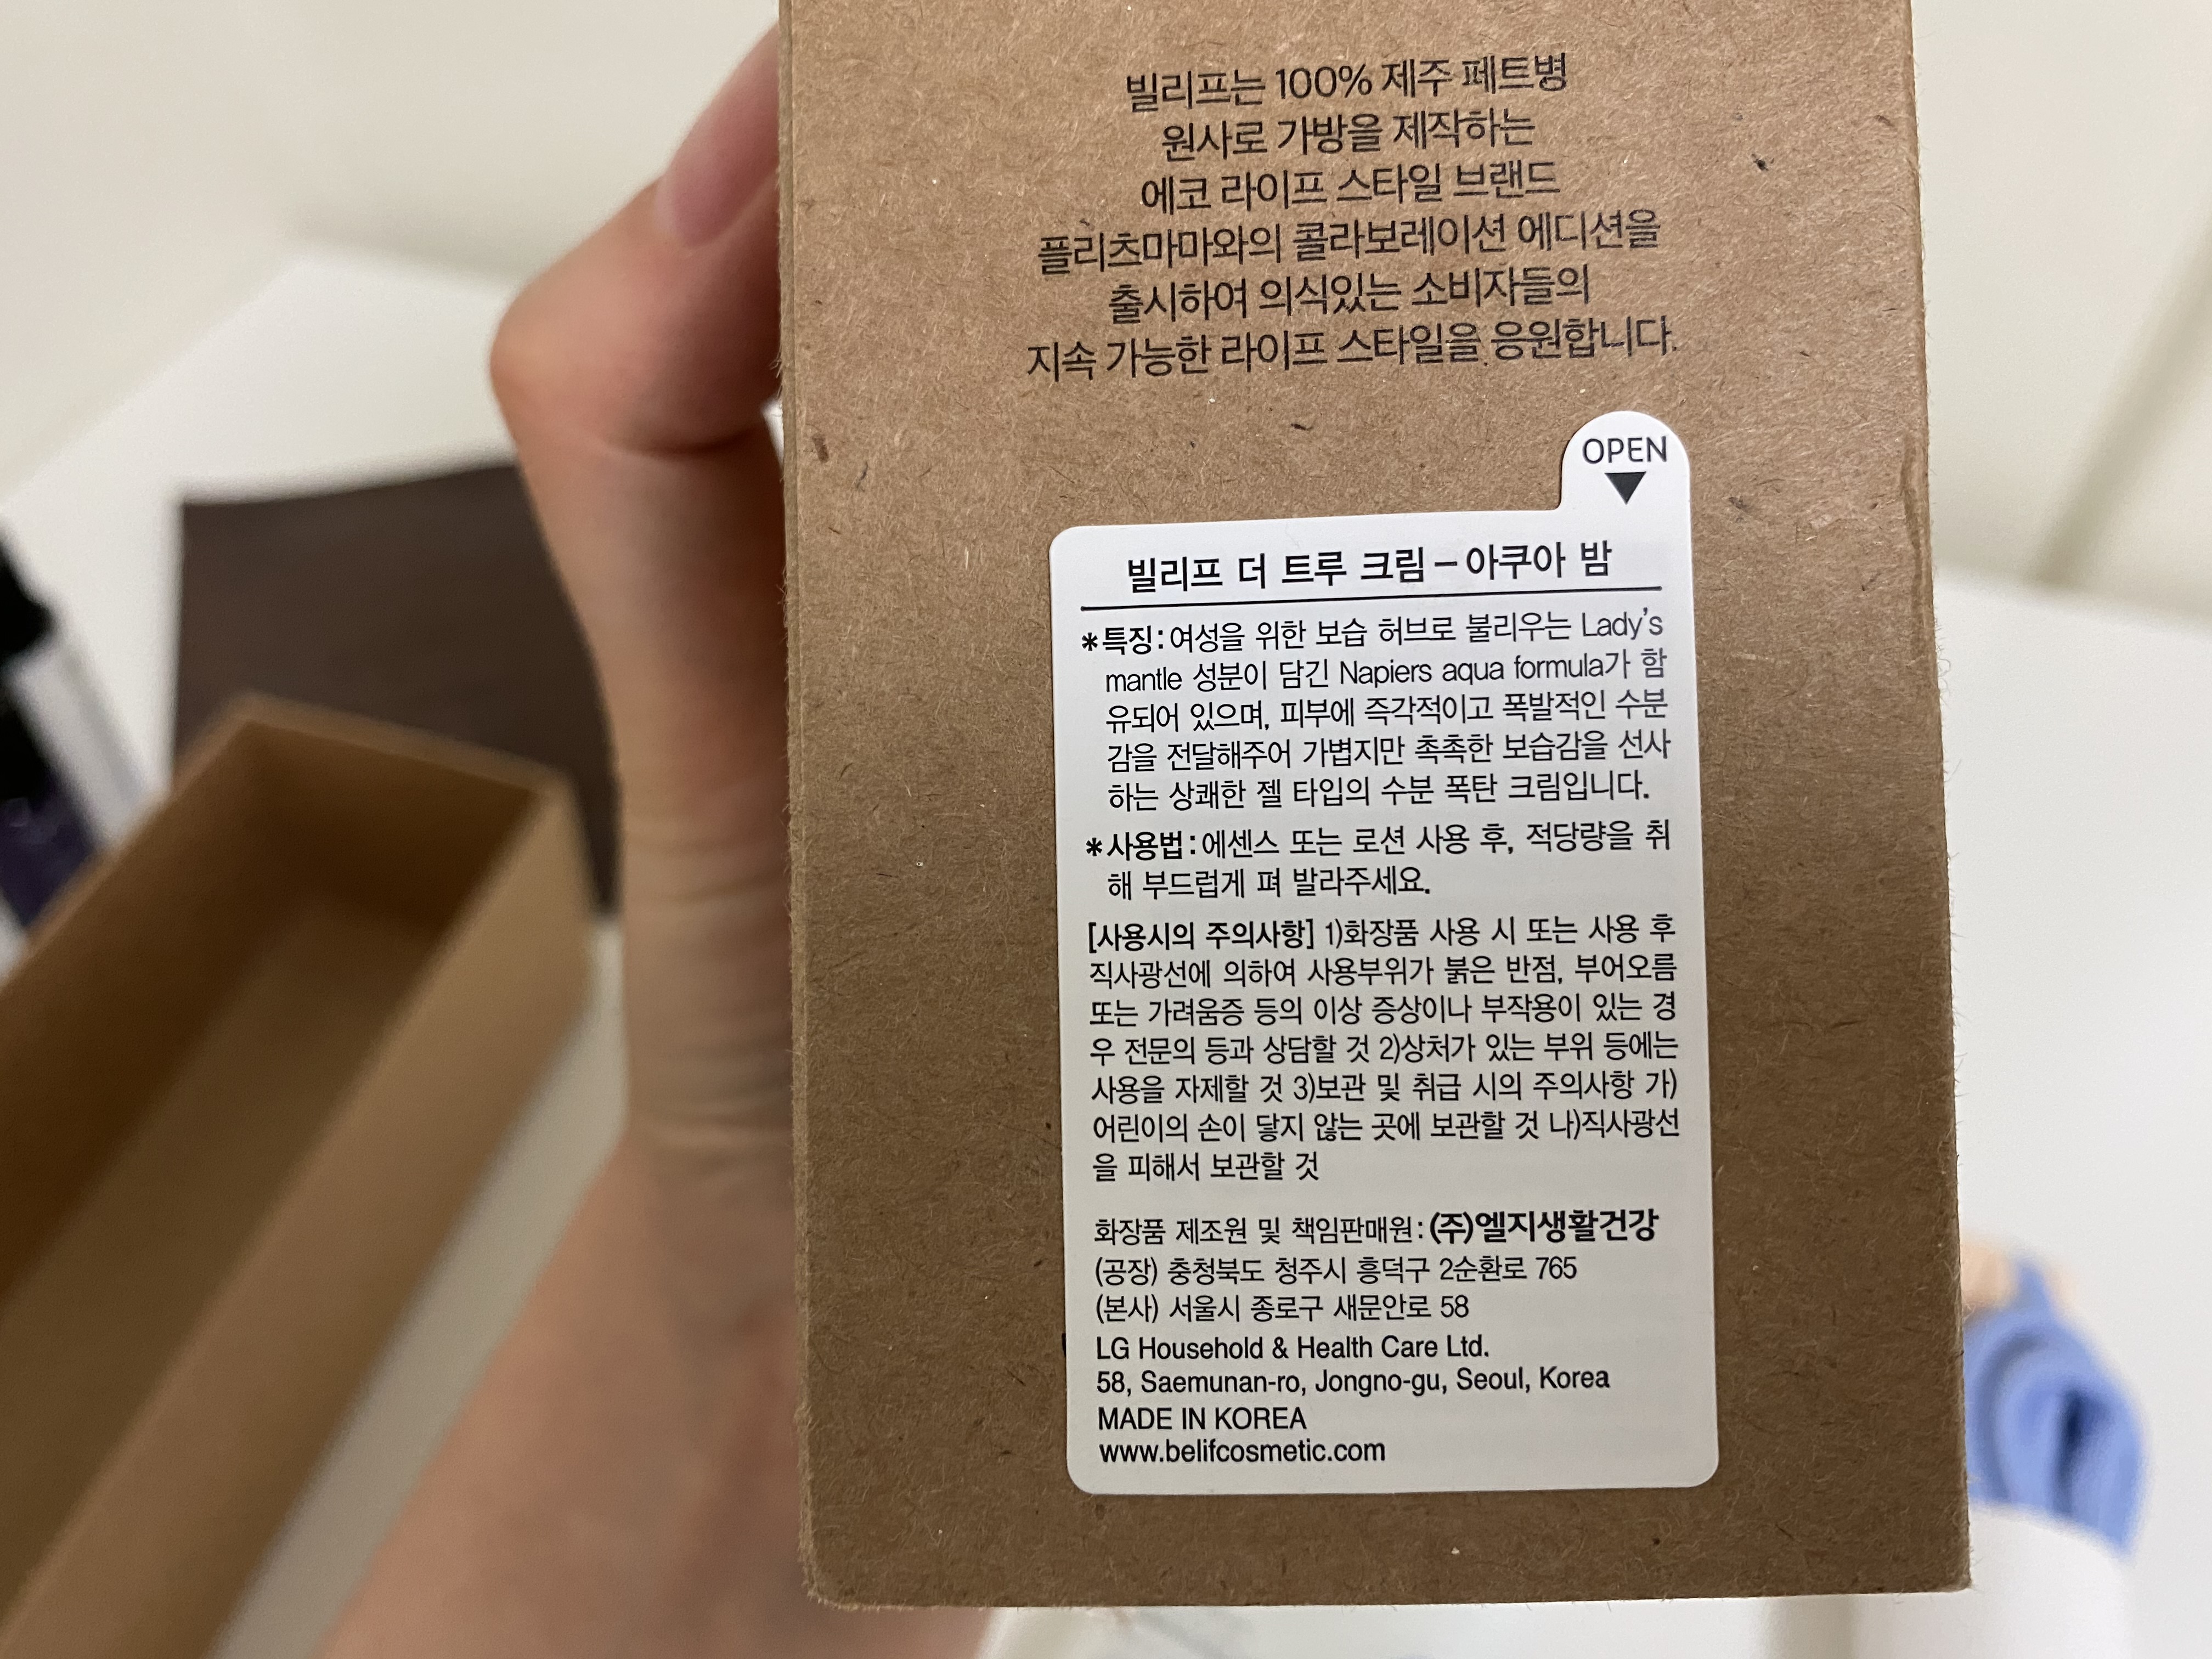 빌리프는 100% 제주 페트병
원사로 가방을 제작하는
에코 라이프 스타일 브랜드
플리츠마마와의 콜라보레이션 에디션을
출시하여 의식있는 소비자들의
지속 가능한 라이프 스타일을 응원합니다.
OPEN
빌리프 더 트루 크림 – 아쿠아 밤
*특징: 여성을 위한 보습 허브로 불리우는 Lady's
mantle 성분이 담긴 Napiers aqua formula가 함
유되어 있으며, 피부에 즉각적이고 폭발적인 수분
감을 전달해주어 가볍지만 촉촉한 보습감을 선사
하는 상쾌한 젤 타입의 수분 폭탄 크림입니다.
*사용법: 에센스 또는 로션 사용 후, 적당량을 취
해 부드럽게 펴 발라주세요.
[사용시의 주의사항] 1)화장품 사용 시 또는 사용 후
직사광선에 의하여 사용부위가 붉은 반점, 부어오름
또는 가려움증 등의 이상 증상이나 부작용이 있는 경
우 전문의 등과 상담할 것 2)상처가 있는 부위 등에는
사용을 자제할 것 3)보관 및 취급 시의 주의사항 가)
어린이의 손이 닿지 않는 곳에 보관할 것 나)직사광선
을 피해서 보관할 것
화장품 제조원 및 책임판매원: (주)엘지생활건강
(공장) 충청북도 청주시 흥덕구 2순환로 765
(본사) 서울시 종로구 새문안로 58
LG Household & Health Care Ltd.
58, Saemunan-ro, Jongno-gu, Seoul, Korea
MADE IN KOREA
www.belifcosmetic.com